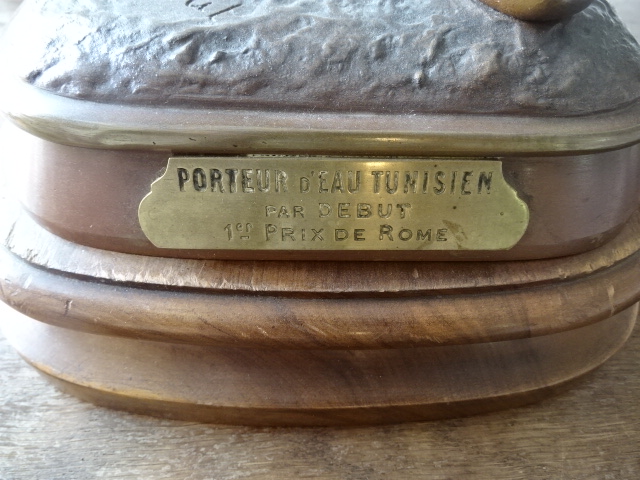 PORTEUR D'EAU TUNISIEN
PAR DEBUT
1er PRIX DE ROME